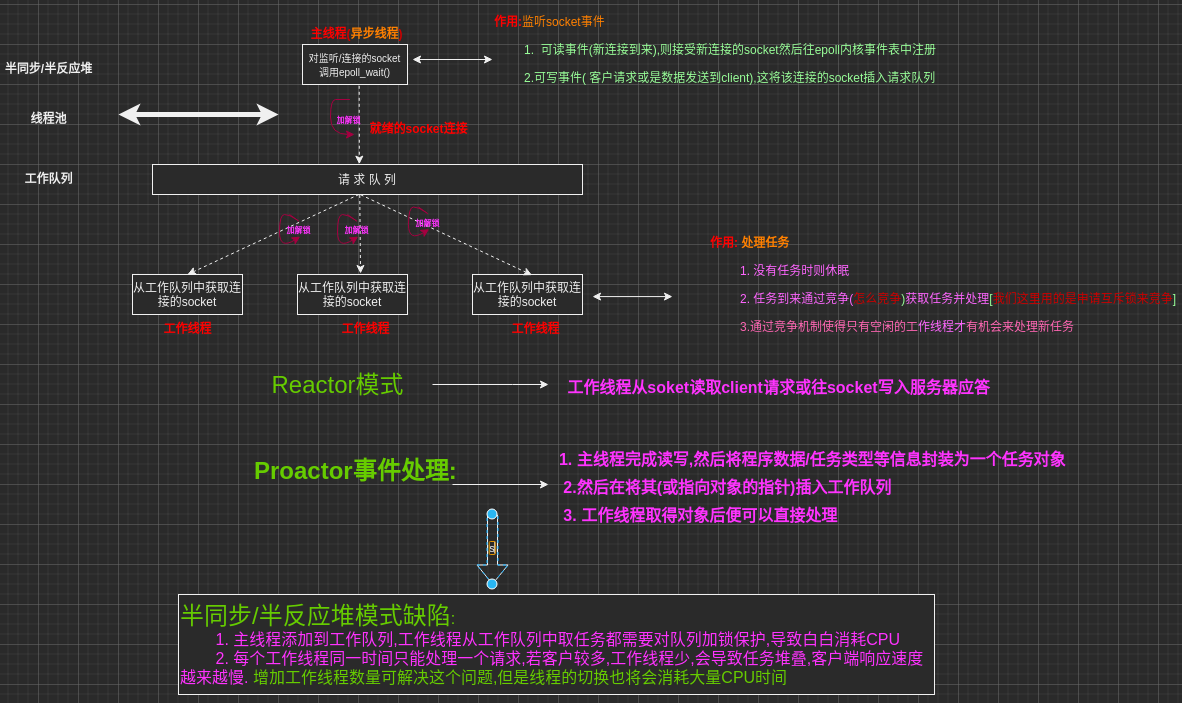 作用:监听socket事件
主线程[异步线程]
1. 可读事件(新连接到来),则接受新连接的socket然后往epoll内核事件表中注册
对监听/连接的socket
调用epoll_wait()
半同步/半反应堆
2.可写事件( 客户请求或是数据发送到client),这将该连接的socket插入请求队列
线程池
加解锁
就绪的socket连接
工作队列
请 求 队 列
加解锁
加解锁
加解锁
作用: 处理任务
1. 没有任务时则休眠
从工作队列中获取连
接的socket
从工作队列中获取连
接的socket
从工作队列中获取连
接的socket
2. 任务到来通过竞争(怎么竞争)获取任务并处理[我们这里用的是申请互斥锁来竞争]
工作线程
工作线程
工作线程
3.通过竞争机制使得只有空闲的工作线程才有机会来处理新任务
Reactor模式
工作线程从soket读取client请求或往socket写入服务器应答
Proactor事件处理:
1. 主线程完成读写,然后将程序数据/任务类型等信息封装为一个任务对象
2.然后在将其(或指向对象的指针)插入工作队列
3. 工作线程取得对象后便可以直接处理
半同步/半反应堆模式缺陷:
1. 主线程添加到工作队列,工作线程从工作队列中取任务都需要对队列加锁保护,导致白白消耗CPU
2. 每个工作线程同一时间只能处理一个请求,若客户较多,工作线程少,会导致任务堆叠,客户端响应速度
越来越慢. 增加工作线程数量可解决这个问题,但是线程的切换也将会消耗大量CPU时间